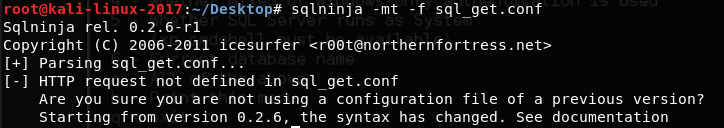 root@kali-linux-2017:~/Desktop# sqlninja -mt -f sql_get.conf
Sqlninja rel. 0.2.6-r1
Copyright (C) 2006-2011 icesurfer <r00t@northernfortress.net>
[+] Parsing sql_get.conf...
[-] HTTP request not defined in sql_get.conf
Are you sure you are not using a configuration file of a previous version?
Starting from version 0.2.6, the syntax has changed. See documentation